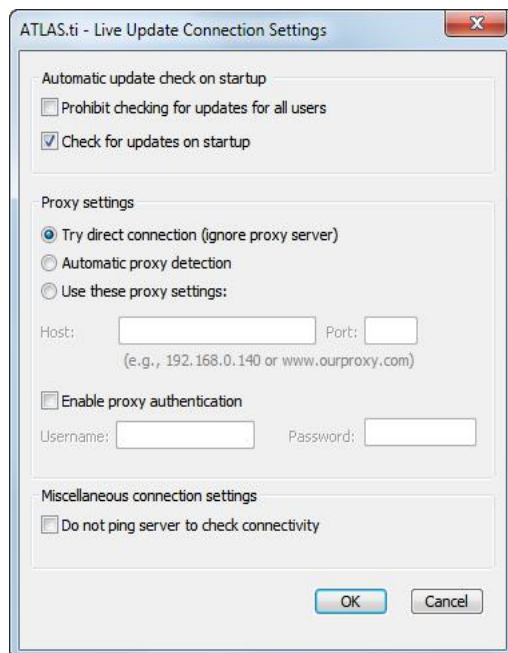 ATLAS.ti - Live Update Connection Settings
Automatic update check on startup
Prohibit checking for updates for all users
Check for updates on startup
Proxy settings
Try direct connection (ignore proxy server)
Automatic proxy detection
Use these proxy settings:
Host: Port:
(e.g., 192.168.0.140 or www.ourproxy.com)
Enable proxy authentication
Username: Password:
Miscellaneous connection settings
Do not ping server to check connectivity
OK Cancel